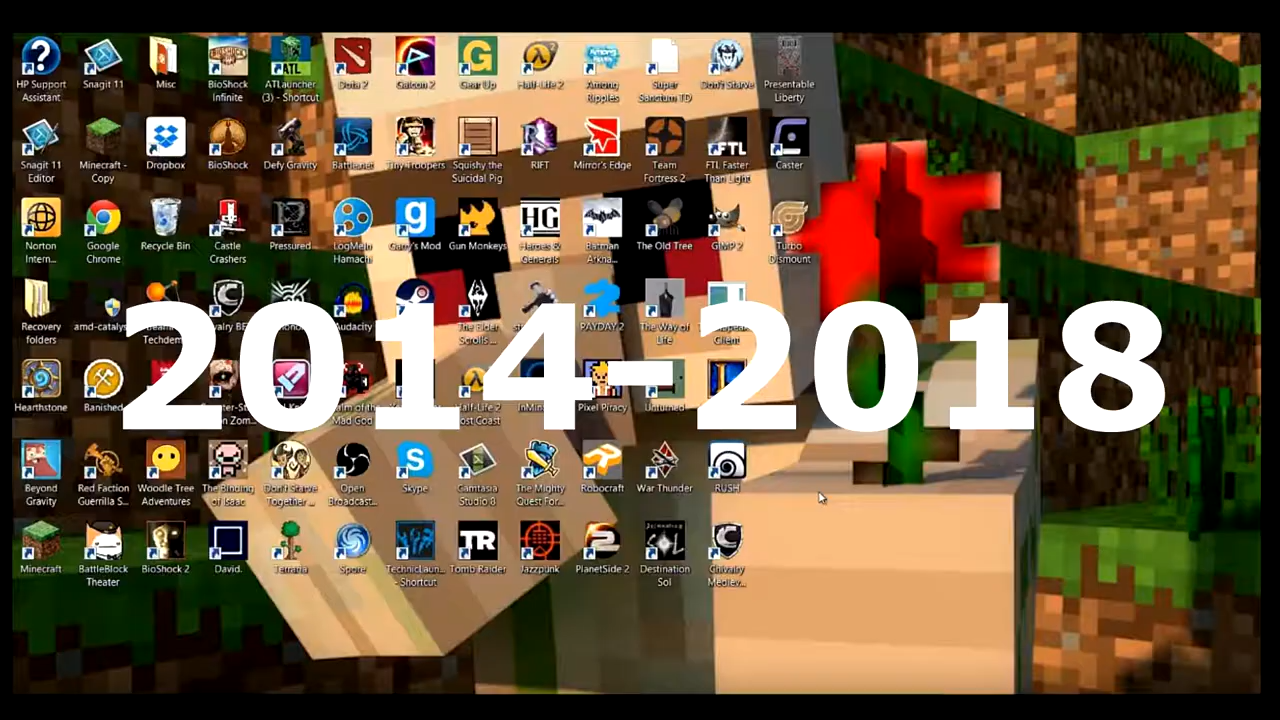 HP Support Assistant
Snagit 11
Misc
BioShock Infinite
ATLauncher (3) - Shortcut
Dota 2
Galcon 2
Gear Up
Half-Life 2
Among Ripples
Super Sanctum TD
Don't Starve
Presentable Liberty
Snagit 11 Editor
Minecraft - Copy
Dropbox
BioShock
Defy Gravity
Battle.net
Tiny Troopers
Squishy the Suicidal Pig
RIFT
Mirror's Edge
Team Fortress 2
FTL Faster Than Light
Caster
Norton Intern...
Google Chrome
Recycle Bin
Castle Crashers
Pressured
LogMeIn Hamachi
Garry's Mod
Gun Monkeys
Heroes & Generals
Batman Arkha...
The Old Tree
GIMP 2
Turbo Dismount
Recovery folders
amd-catalys
Techdem
Audacity
The Elder Scrolls
PAYDAY 2
The Way of Life
Client
2014-2018
Hearthstone
Banished
Mad God
Half-Life 2
Pixel Piracy
Unturned
Beyond Gravity
Red Faction Guerrilla S...
Woodle Tree Adventures
The Binding of Isaac
Don't Starve Together ...
Open Broadcast...
Skype
Camtasia Studio 8
The Mighty Quest For...
Robocraft
War Thunder
RUSH
Minecraft
BattleBlock Theater
BioShock 2
David.
Terraria
Spore
TechnicLaun... - Shortcut
Tomb Raider
Jazzpunk
PlanetSide 2
Destination Sol
Chivalry Mediev...